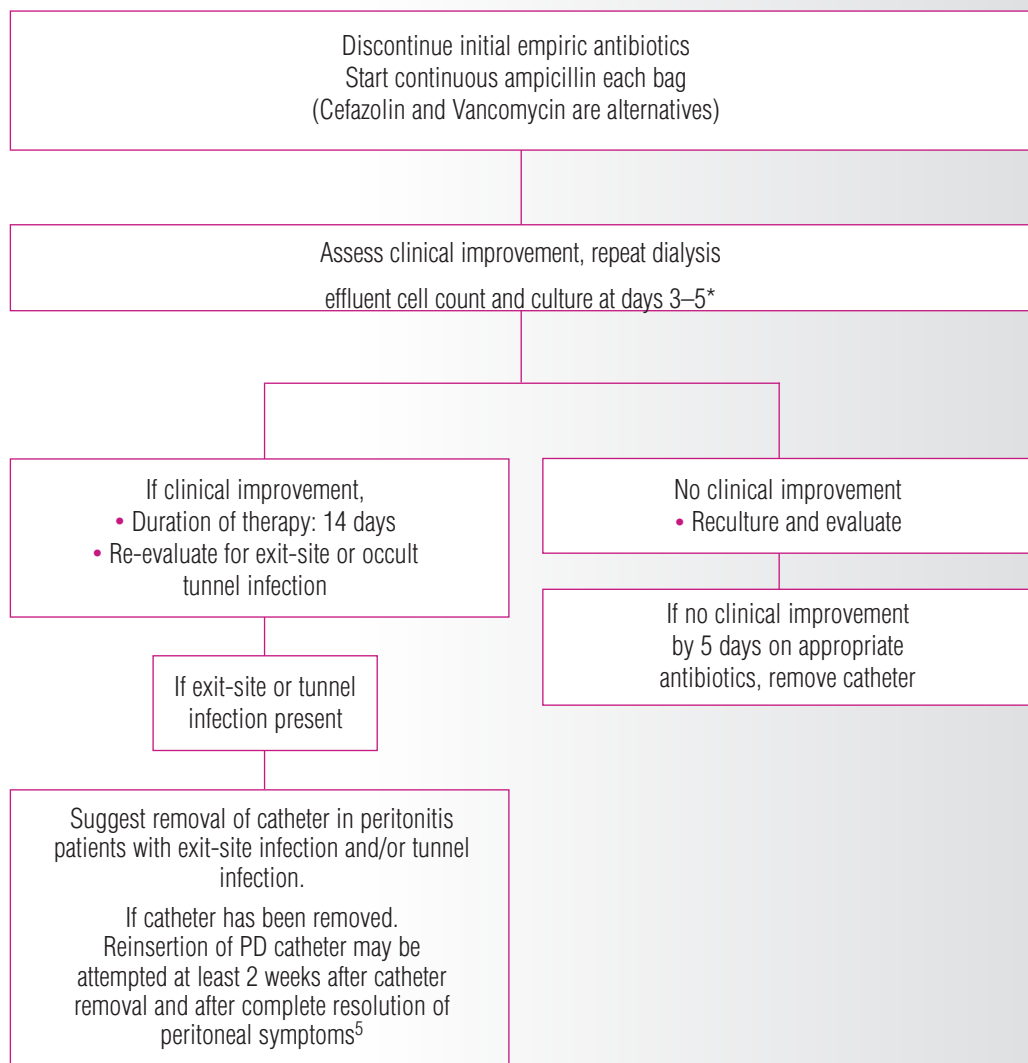 Discontinue initial empiric antibiotics
Start continuous ampicillin each bag
(Cefazolin and Vancomycin are alternatives)
Assess clinical improvement, repeat dialysis
effluent cell count and culture at days 3–5*
If clinical improvement,
• Duration of therapy: 14 days
• Re-evaluate for exit-site or occult
tunnel infection
No clinical improvement
• Reculture and evaluate
If no clinical improvement
by 5 days on appropriate
antibiotics, remove catheter
If exit-site or tunnel
infection present
Suggest removal of catheter in peritonitis
patients with exit-site infection and/or tunnel
infection.
If catheter has been removed.
Reinsertion of PD catheter may be
attempted at least 2 weeks after catheter
removal and after complete resolution of
peritoneal symptoms⁵